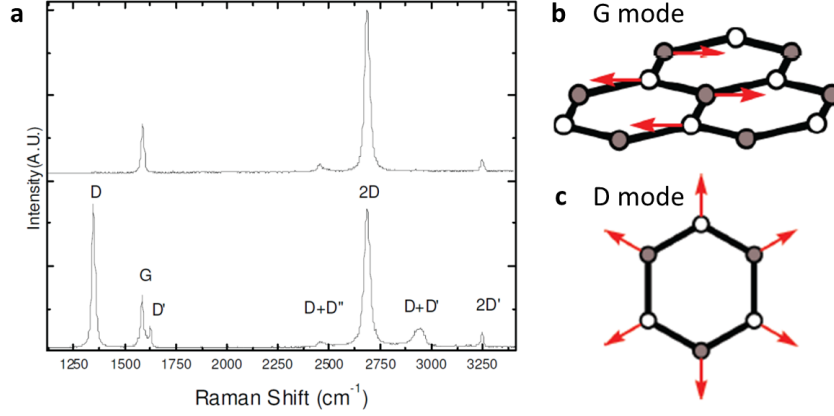 a
Intensity (A.U.)
D
G
D'
D+D"
2D
D+D'
2D'
1250 1500 1750 2000 2250 2500 2750 3000 3250
Raman Shift (cm⁻¹)
b G mode
c D mode